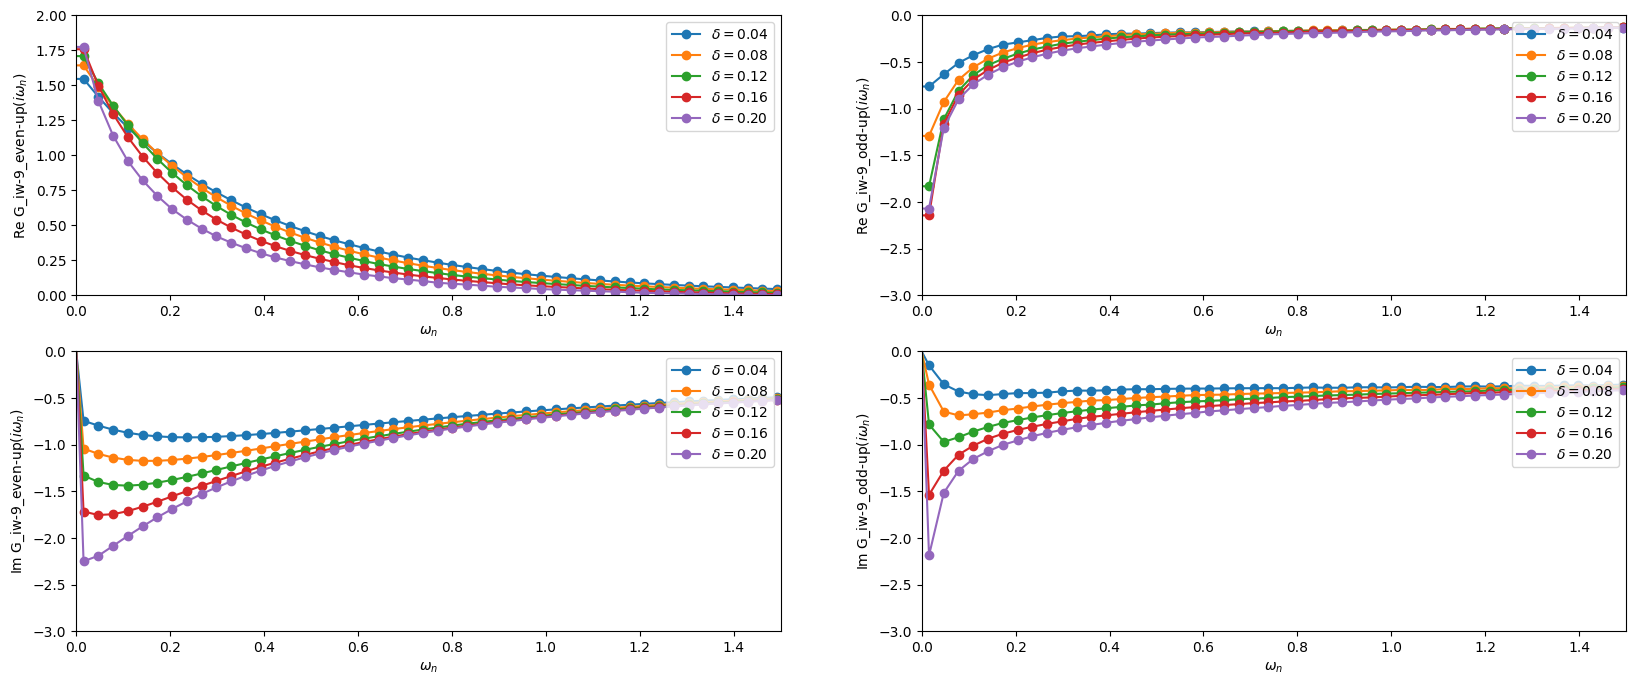 2.00
1.75
1.50
1.25
1.00
0.75
0.50
0.25
0.00
Re G_iw-9_even-up(iωₙ)
0.0 0.2 0.4 0.6 0.8 1.0 1.2 1.4
ωₙ
δ = 0.04
δ = 0.08
δ = 0.12
δ = 0.16
δ = 0.20
0.0
−0.5
−1.0
−1.5
−2.0
−2.5
−3.0
Re G_iw-9_odd-up(iωₙ)
0.0 0.2 0.4 0.6 0.8 1.0 1.2 1.4
ωₙ
δ = 0.04
δ = 0.08
δ = 0.12
δ = 0.16
δ = 0.20
0.0
−0.5
−1.0
−1.5
−2.0
−2.5
−3.0
Im G_iw-9_even-up(iωₙ)
0.0 0.2 0.4 0.6 0.8 1.0 1.2 1.4
ωₙ
δ = 0.04
δ = 0.08
δ = 0.12
δ = 0.16
δ = 0.20
0.0
−0.5
−1.0
−1.5
−2.0
−2.5
−3.0
Im G_iw-9_odd-up(iωₙ)
0.0 0.2 0.4 0.6 0.8 1.0 1.2 1.4
ωₙ
δ = 0.04
δ = 0.08
δ = 0.12
δ = 0.16
δ = 0.20